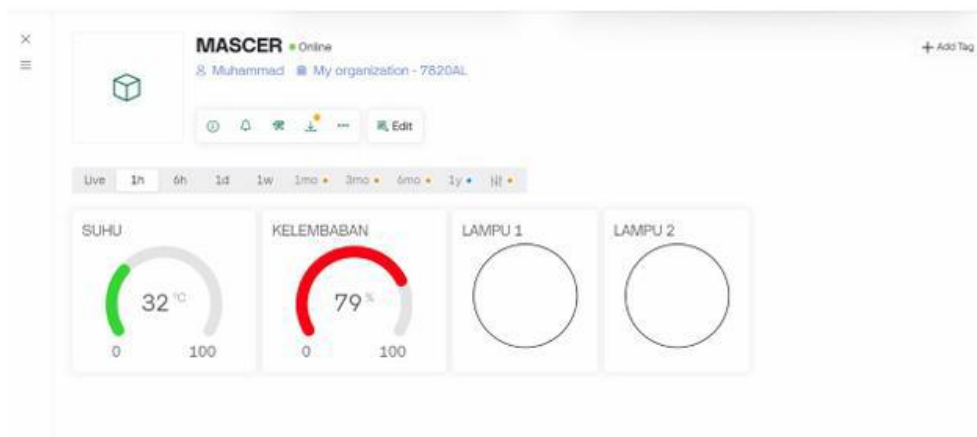 MASCER Online
+ Add Tag
Muhammad My organization - 7820AL
Edit
Live 1h 6h 1d 1w 1mo 3mo 6mo 1y
SUHU
32 °C
0 100
KELEMBABAN
79 %
0 100
LAMPU 1
LAMPU 2